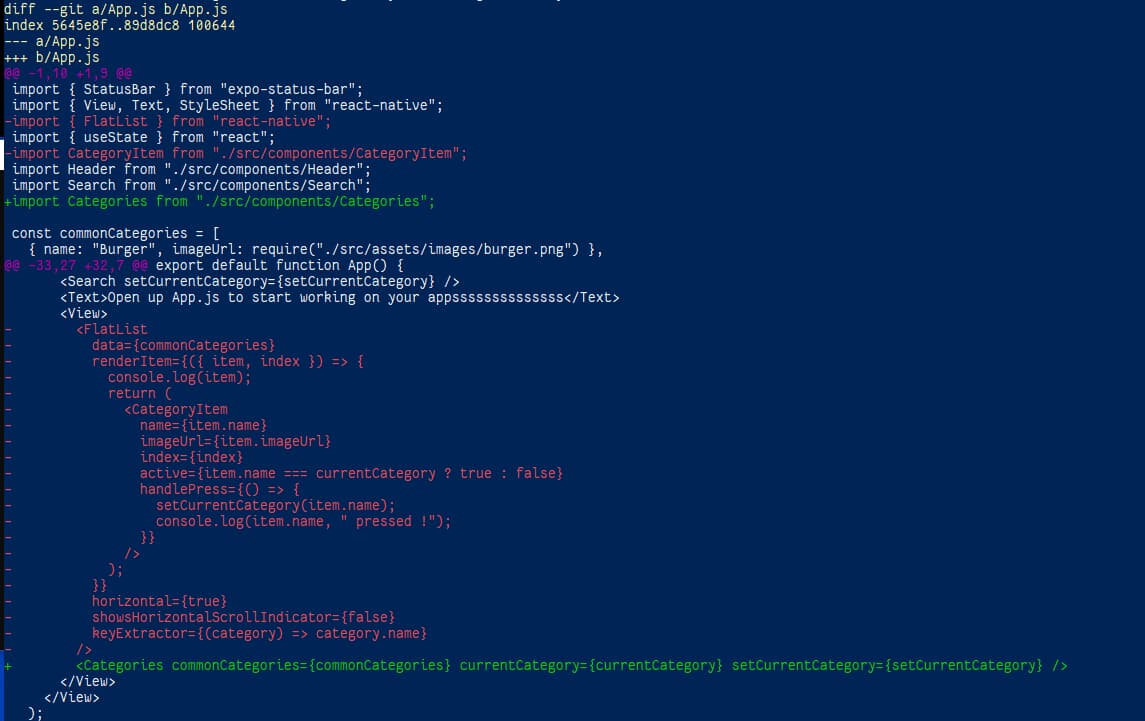 diff --git a/App.js b/App.js
index 5645e8f..89d8dc8 100644
--- a/App.js
+++ b/App.js
@@ -1,10 +1,9 @@
 import { StatusBar } from "expo-status-bar";
 import { View, Text, StyleSheet } from "react-native";
-import { FlatList } from "react-native";
 import { useState } from "react";
-import CategoryItem from "./src/components/CategoryItem";
 import Header from "./src/components/Header";
 import Search from "./src/components/Search";
+import Categories from "./src/components/Categories";

 const commonCategories = [
   { name: "Burger", imageUrl: require("./src/assets/images/burger.png") },
@@ -33,27 +32,7 @@ export default function App() {
       <Search setCurrentCategory={setCurrentCategory} />
       <Text>Open up App.js to start working on your appsssssssssssss</Text>
       <View>
-        <FlatList
-          data={commonCategories}
-          renderItem={({ item, index }) => {
-            console.log(item);
-            return (
-              <CategoryItem
-                name={item.name}
-                imageUrl={item.imageUrl}
-                index={index}
-                active={item.name === currentCategory ? true : false}
-                handlePress={() => {
-                  setCurrentCategory(item.name);
-                  console.log(item.name, " pressed !");
-                }}
-              />
-            );
-          }}
-          horizontal={true}
-          showsHorizontalScrollIndicator={false}
-          keyExtractor={(category) => category.name}
-        />
+        <Categories commonCategories={commonCategories} currentCategory={currentCategory} setCurrentCategory={setCurrentCategory} />
       </View>
     </View>
   );